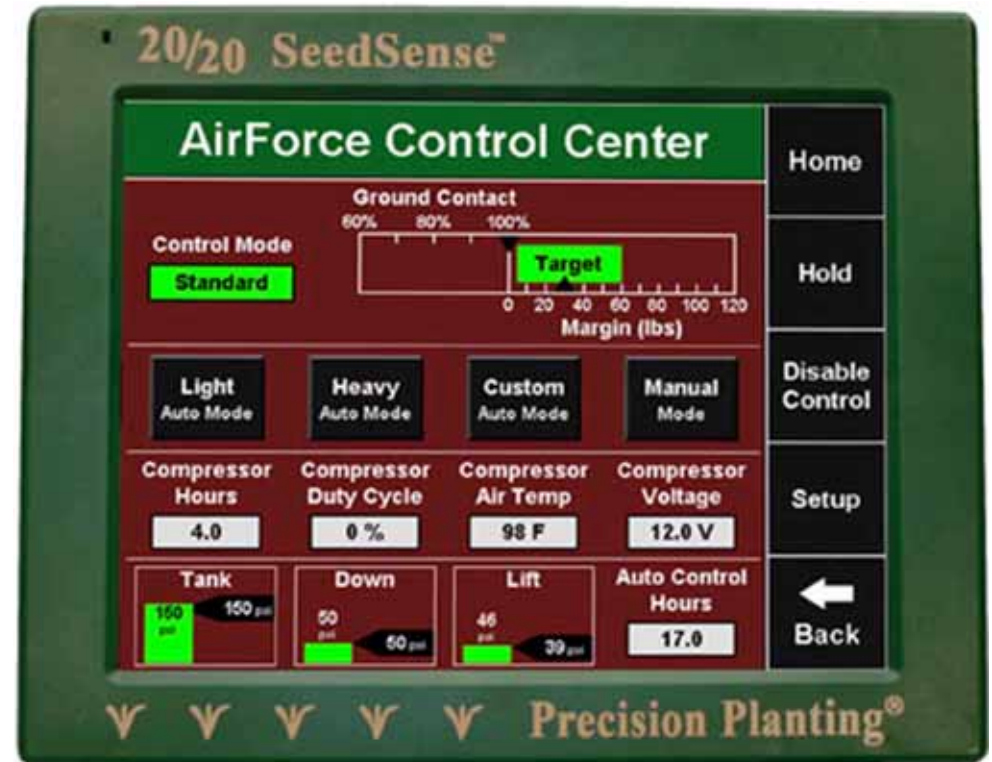 20/20 SeedSense™
AirForce Control Center
Home
Ground Contact
60% 80% 100%
Control Mode
Standard
Target
0 20 40 60 80 100 120
Margin (lbs)
Hold
Light
Auto Mode
Heavy
Auto Mode
Custom
Auto Mode
Manual
Mode
Disable
Control
Compressor
Hours
4.0
Compressor
Duty Cycle
0 %
Compressor
Air Temp
98 F
Compressor
Voltage
12.0 V
Setup
Tank
150
psi
150 psi
Down
50
psi
50 psi
Lift
46
psi
39 psi
Auto Control
Hours
17.0
Back
Precision Planting®